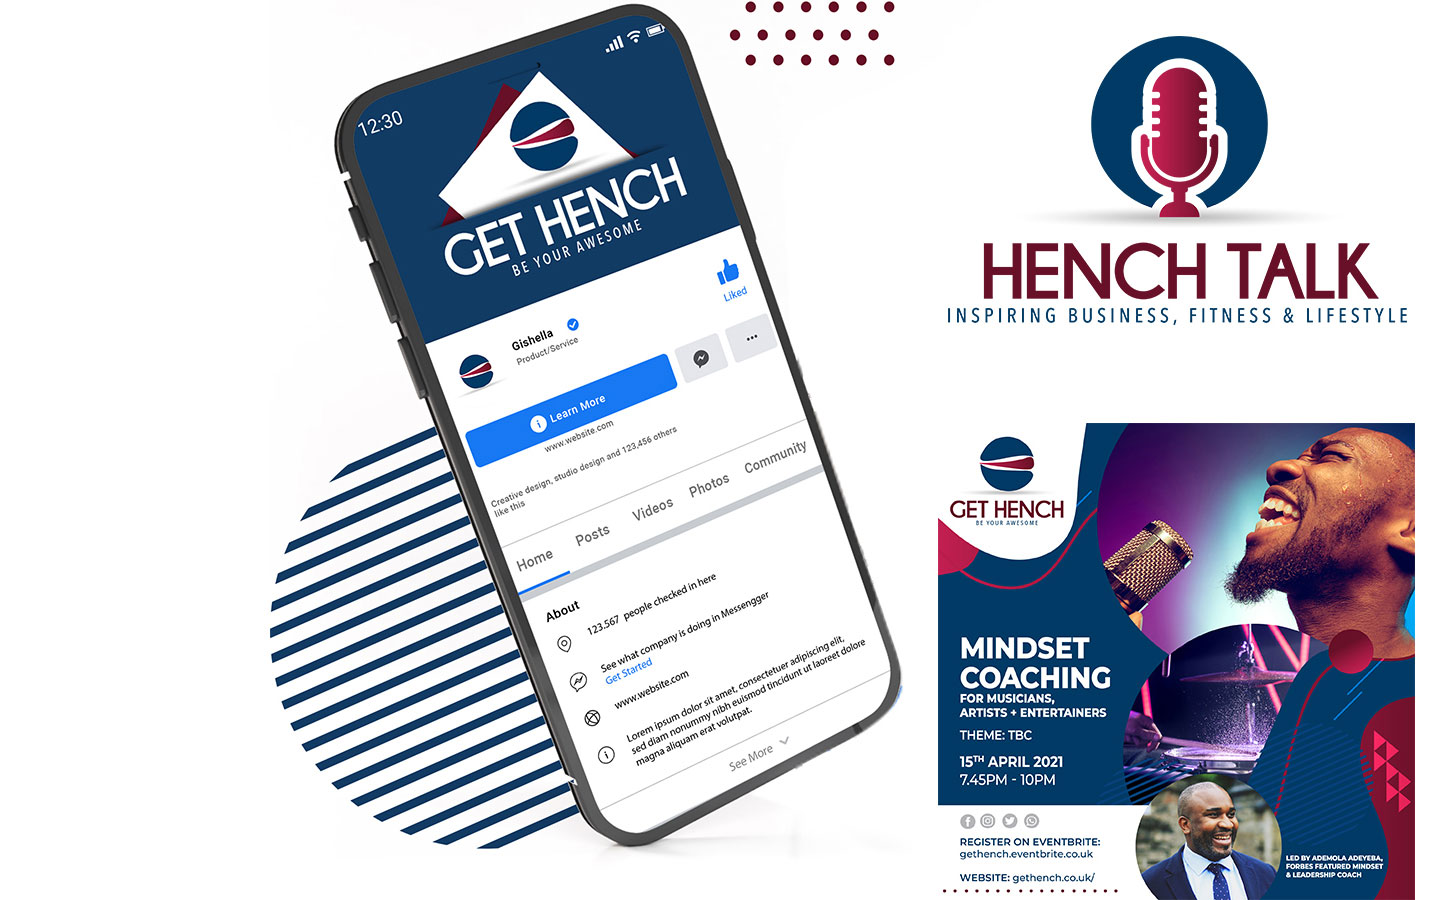 12:30
GET HENCH
BE YOUR AWESOME
Liked
Gishella
Product/Service
Learn More
www.website.com
Creative design, studio design and 123,456 others
like this
Home
Posts
Videos
Photos
Community
About
123.567 people checked in here
See what company is doing in Messengger
Get Started
www.website.com
Lorem ipsum dolor sit amet, consectetuer adipiscing elit,
sed diam nonummy nibh euismod tincidunt ut laoreet dolore
magna aliquam erat volutpat.
See More
HENCH TALK
INSPIRING BUSINESS, FITNESS & LIFESTYLE
GET HENCH
BE YOUR AWESOME
MINDSET
COACHING
FOR MUSICIANS,
ARTISTS + ENTERTAINERS
THEME: TBC
15TH APRIL 2021
7.45PM - 10PM
REGISTER ON EVENTBRITE:
gethench.eventbrite.co.uk
WEBSITE: gethench.co.uk/
LED BY ADEMOLA ADEYEBA,
FORBES FEATURED MINDSET
& LEADERSHIP COACH